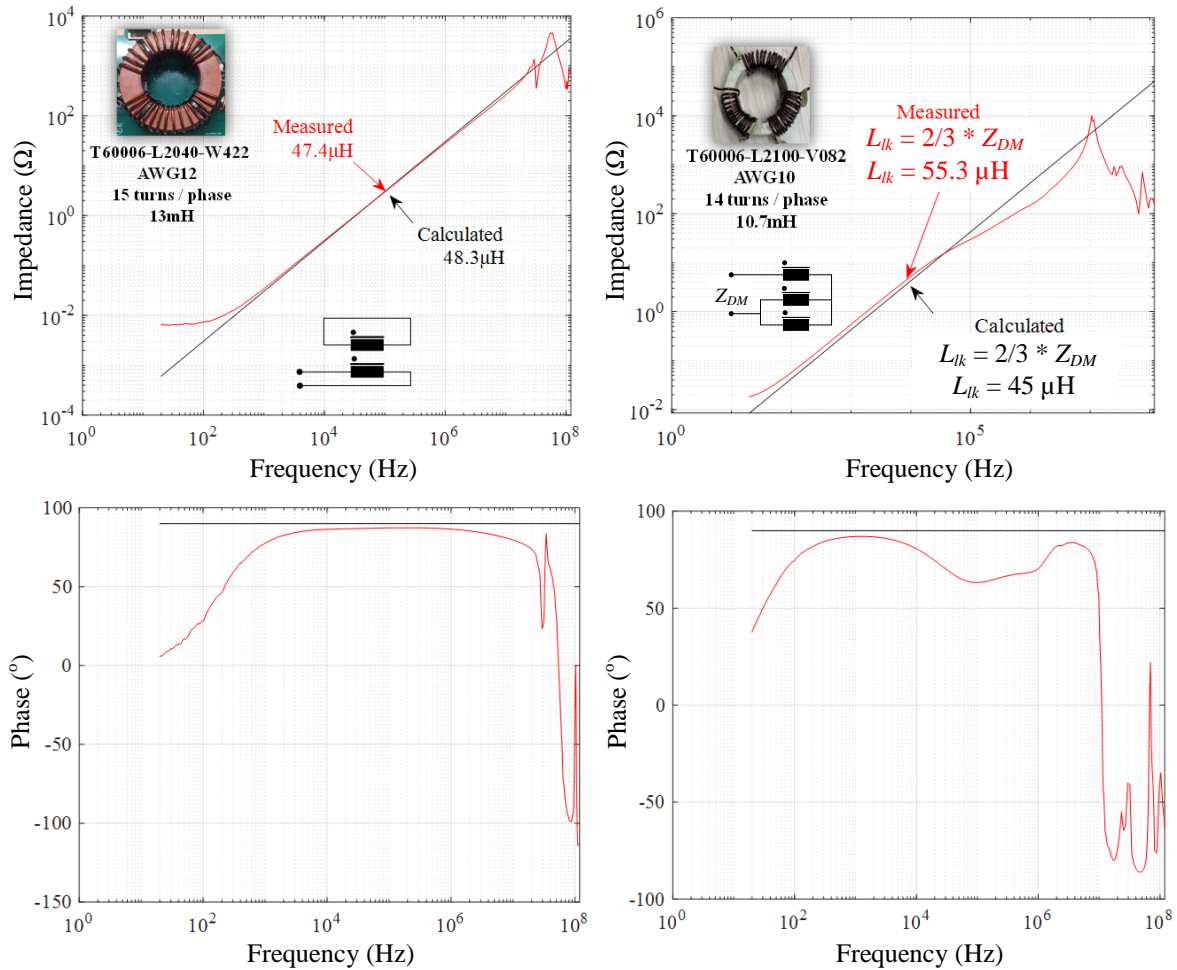 10^4
10^2
10^0
10^-2
10^-4
Impedance (Ω)
T60006-L2040-W422
AWG12
15 turns / phase
13mH
Measured
47.4µH
Calculated
48.3µH
10^0
10^2
10^4
10^6
10^8
Frequency (Hz)
10^6
10^4
10^2
10^0
10^-2
Impedance (Ω)
T60006-L2100-V082
AWG10
14 turns / phase
10.7mH
Measured
L_lk = 2/3 * Z_DM
L_lk = 55.3 µH
Z_DM
Calculated
L_lk = 2/3 * Z_DM
L_lk = 45 µH
10^0
10^5
Frequency (Hz)
100
50
0
-50
-100
-150
Phase (°)
10^0
10^2
10^4
10^6
10^8
Frequency (Hz)
100
50
0
-50
-100
Phase (°)
10^0
10^2
10^4
10^6
10^8
Frequency (Hz)